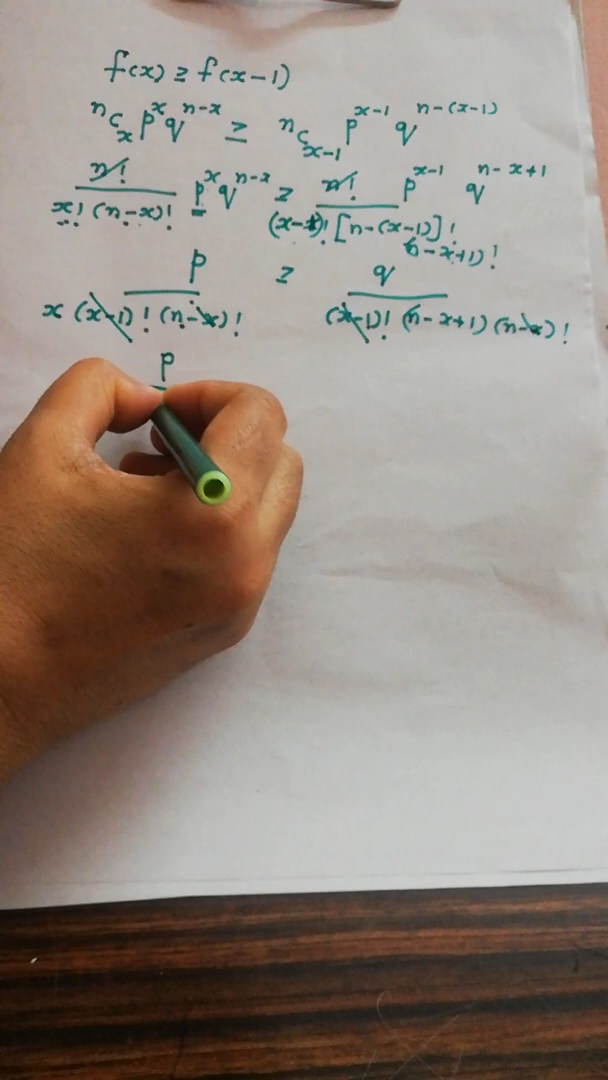 f(x) ≥ f(x-1)
ⁿCₓ pˣ qⁿ⁻ˣ ≥ ⁿCₓ₋₁ pˣ⁻¹ qⁿ⁻⁽ˣ⁻¹⁾
n!/(x! (n-x)!) pˣ qⁿ⁻ˣ ≥ n!/((x-1)! [n-(x-1)]!) pˣ⁻¹ qⁿ⁻ˣ⁺¹
(n-x+1)!
p/(x (x-1)! (n-x)!) ≥ q/((x-1)! (n-x+1) (n-x)!)
p